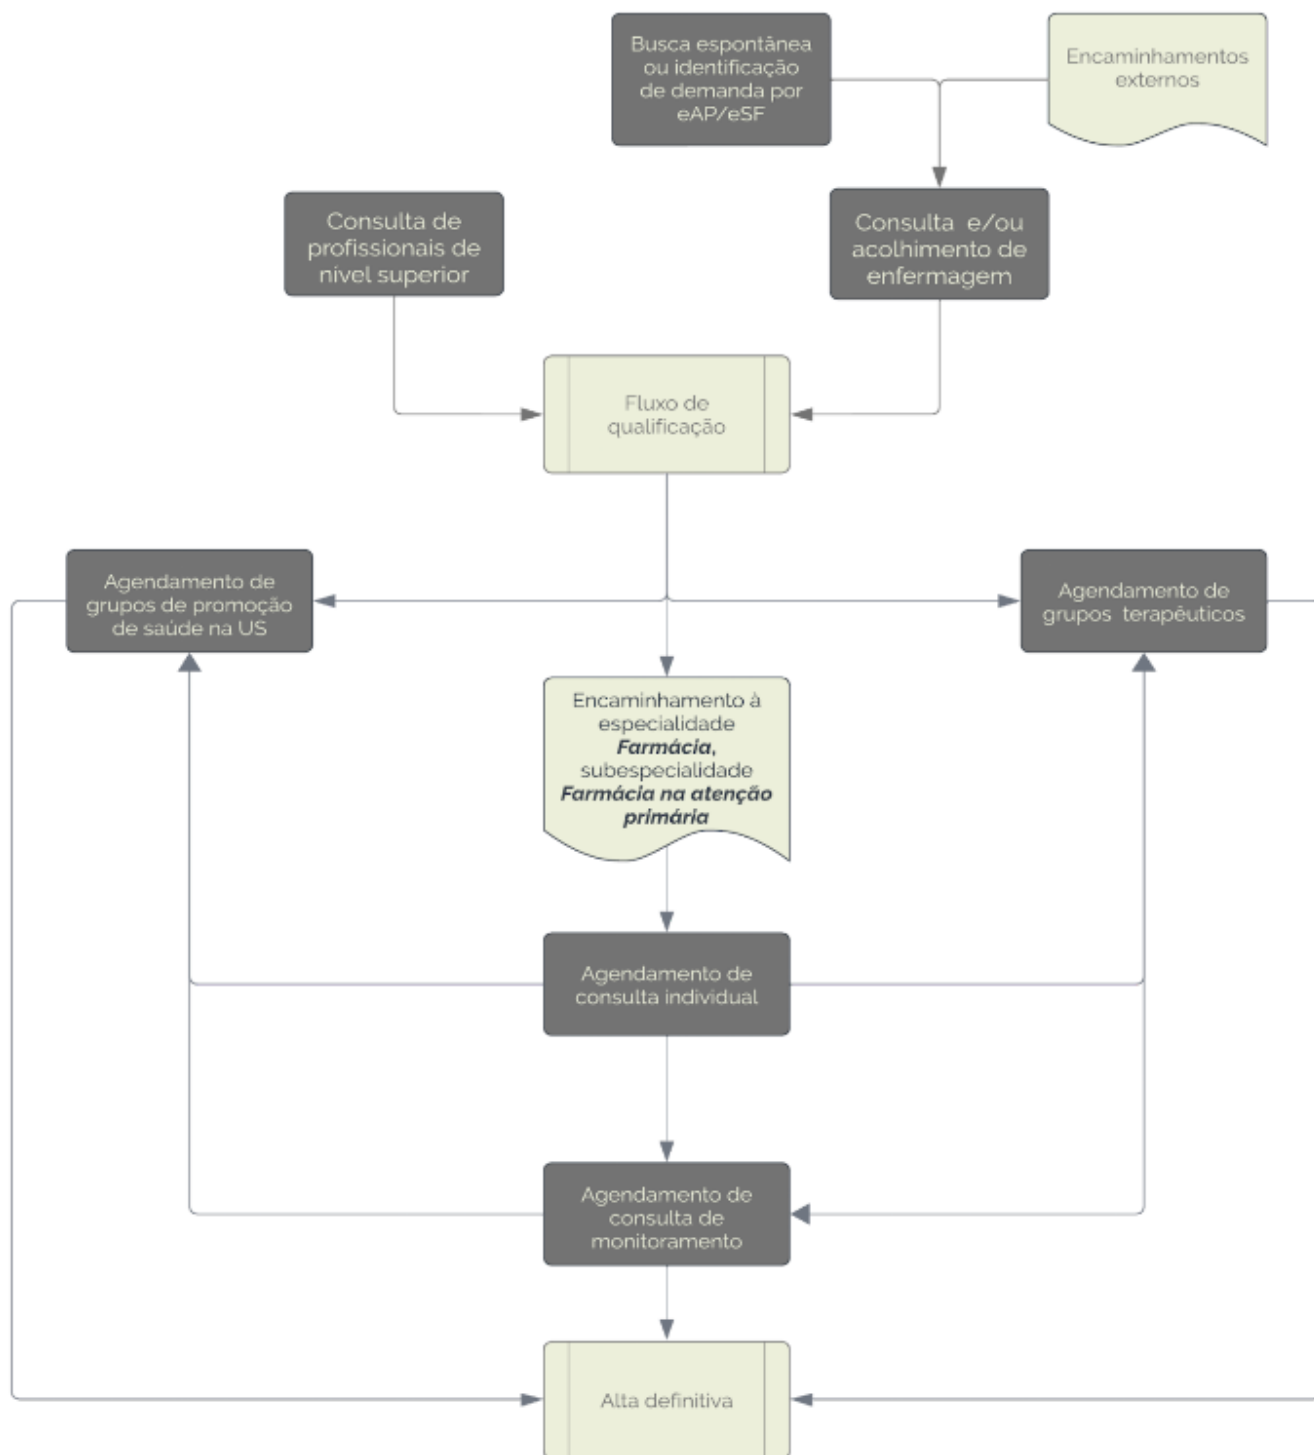 Busca espontânea
ou identificação
de demanda por
eAP/eSF
Encaminhamentos
externos
Consulta de
profissionais de
nível superior
Consulta e/ou
acolhimento de
enfermagem
Fluxo de
qualificação
Agendamento de
grupos de promoção
de saúde na US
Agendamento de
grupos terapêuticos
Encaminhamento à
especialidade
Farmácia,
subespecialidade
Farmácia na atenção
primária
Agendamento de
consulta individual
Agendamento de
consulta de
monitoramento
Alta definitiva